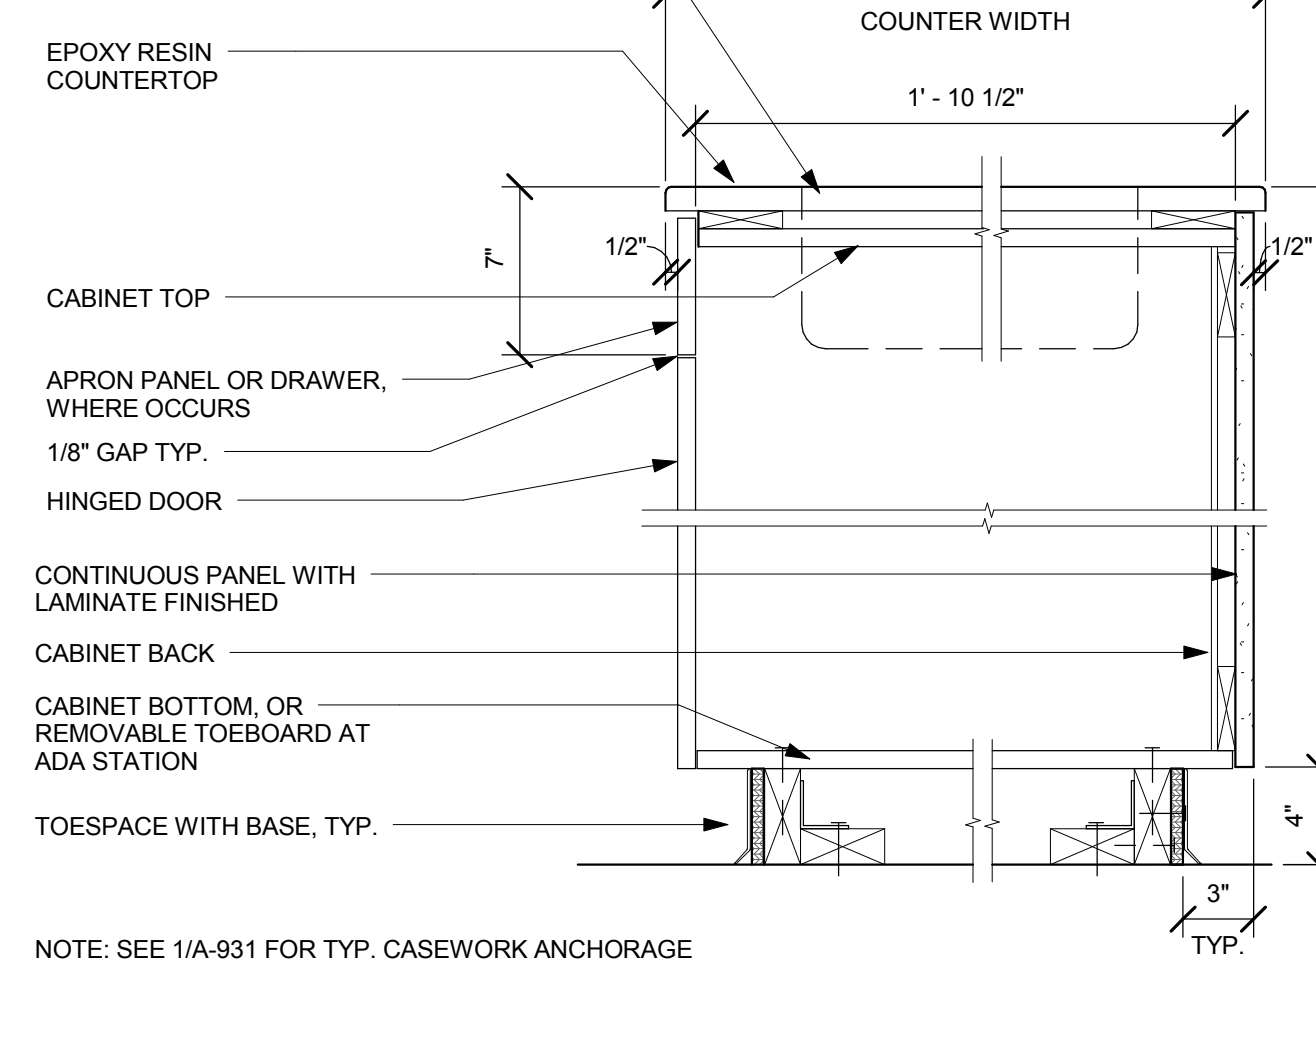 COUNTER WIDTH
EPOXY RESIN
COUNTERTOP
1' - 10 1/2"
7"
1/2"
1/2"
CABINET TOP
APRON PANEL OR DRAWER,
WHERE OCCURS
1/8" GAP TYP.
HINGED DOOR
CONTINUOUS PANEL WITH
LAMINATE FINISHED
CABINET BACK
CABINET BOTTOM, OR
REMOVABLE TOEBOARD AT
ADA STATION
TOESPACE WITH BASE, TYP.
4"
3"
TYP.
NOTE: SEE 1/A-931 FOR TYP. CASEWORK ANCHORAGE